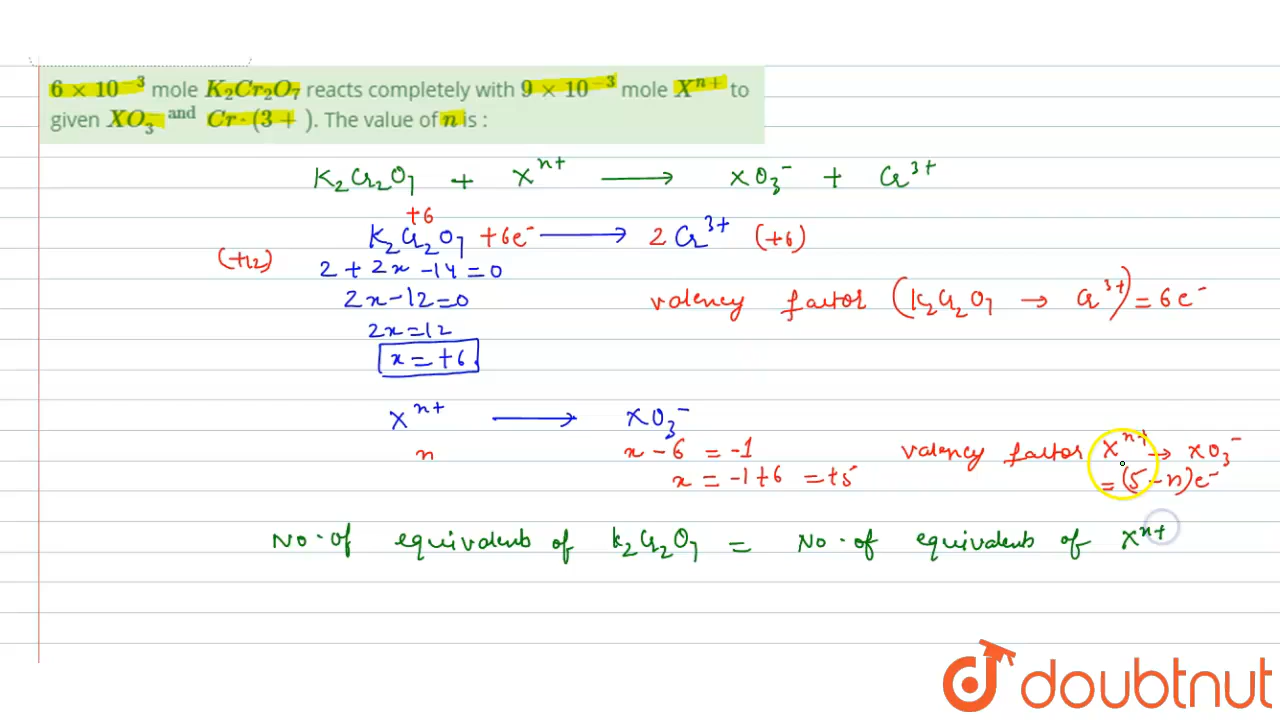 6 × 10⁻³ mole K₂Cr₂O₇ reacts completely with 9 × 10⁻³ mole Xⁿ⁺ to
given XO₃⁻ and Cr·(3+). The value of n is :
K₂Cr₂O₇ + Xⁿ⁺ ⟶ XO₃⁻ + Cr³⁺
+6
K₂Cr₂O₇ +6e⁻ ⟶ 2Cr³⁺ (+6)
(+12) 2 + 2x -14 = 0
2x - 12 = 0 valency factor (K₂Cr₂O₇ → Cr³⁺) = 6e⁻
2x = 12
x = +6
Xⁿ⁺ ⟶ XO₃⁻
n x - 6 = -1 valency factor Xⁿ⁺ → XO₃⁻
x = -1+6 = +5 = (5-n)e⁻
No. of equivalents of K₂Cr₂O₇ = No. of equivalents of Xⁿ⁺
doubtnut